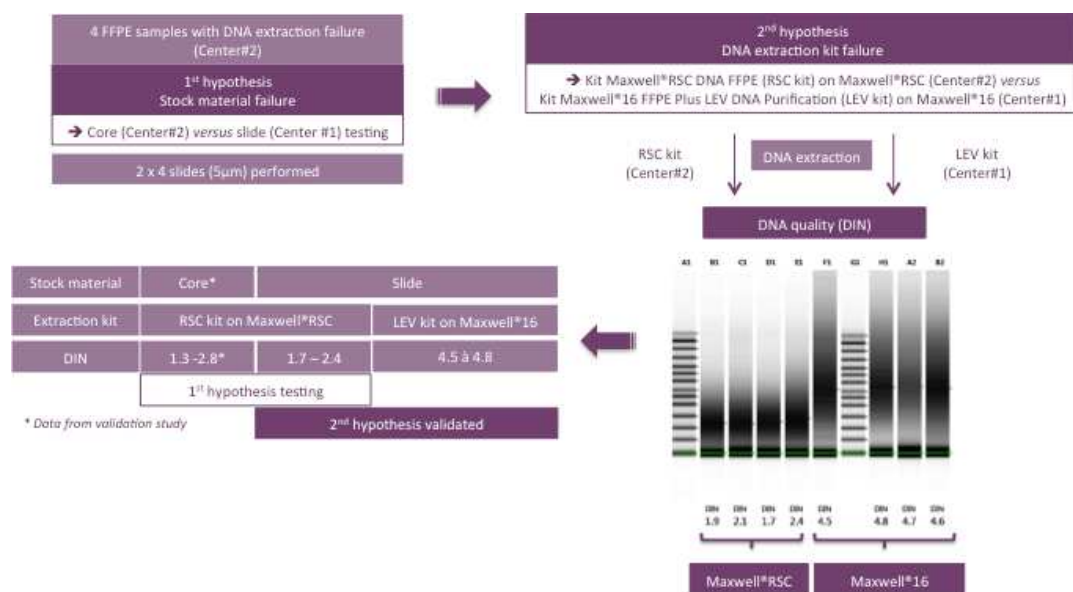 4 FFPE samples with DNA extraction failure
(Center#2)
1st hypothesis
Stock material failure
➔ Core (Center#2) versus slide (Center #1) testing
2 x 4 slides (5µm) performed
2nd hypothesis
DNA extraction kit failure
➔ Kit Maxwell®RSC DNA FFPE (RSC kit) on Maxwell®RSC (Center#2) versus
Kit Maxwell®16 FFPE Plus LEV DNA Purification (LEV kit) on Maxwell®16 (Center#1)
RSC kit
(Center#2)
DNA extraction
LEV kit
(Center#1)
DNA quality (DIN)
A1 B1 C1 D1 E1 F1 G1 H1 A2 B2
DIN DIN DIN DIN DIN DIN DIN DIN
1.9 2.1 1.7 2.4 4.5 4.8 4.7 4.6
Maxwell®RSC Maxwell®16
Stock material Core* Slide
Extraction kit RSC kit on Maxwell®RSC LEV kit on Maxwell®16
DIN 1.3 -2.8* 1.7 – 2.4 4.5 à 4.8
1st hypothesis testing
* Data from validation study
2nd hypothesis validated